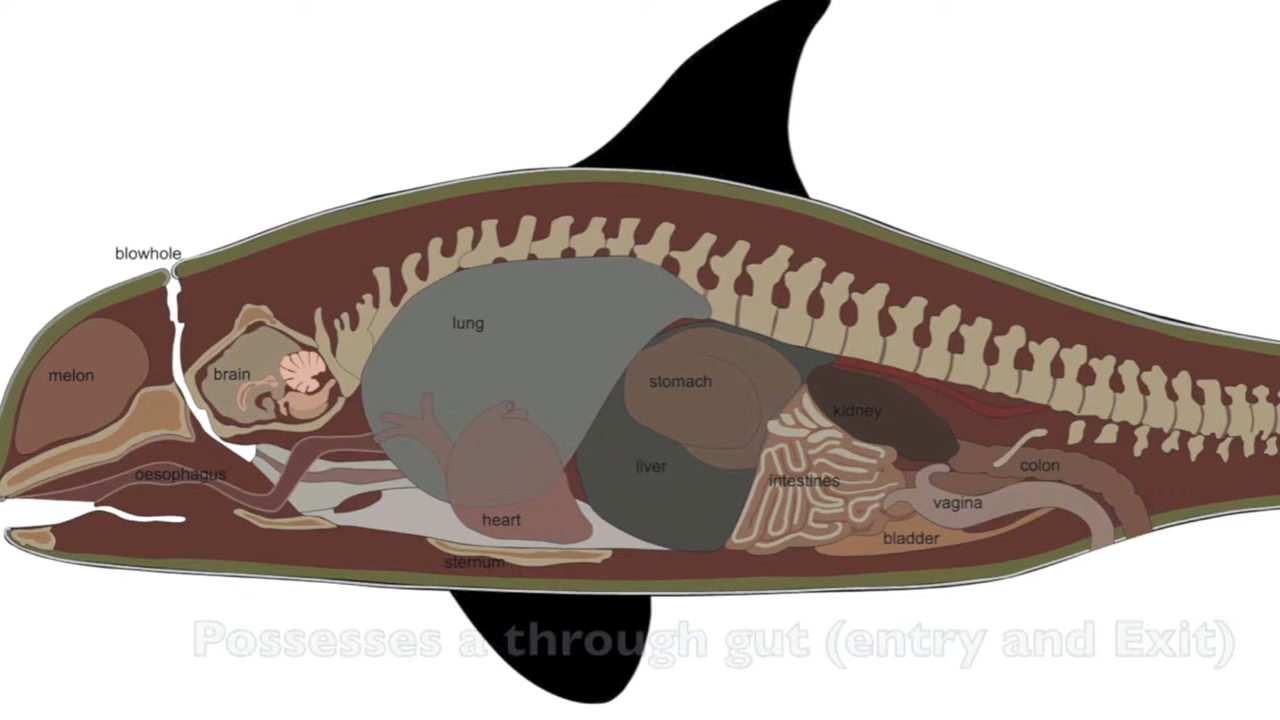 blowhole
lung
melon
brain
stomach
kidney
oesophagus
liver
colon
intestines
vagina
heart
bladder
sternum
Possesses a through gut (entry and Exit)